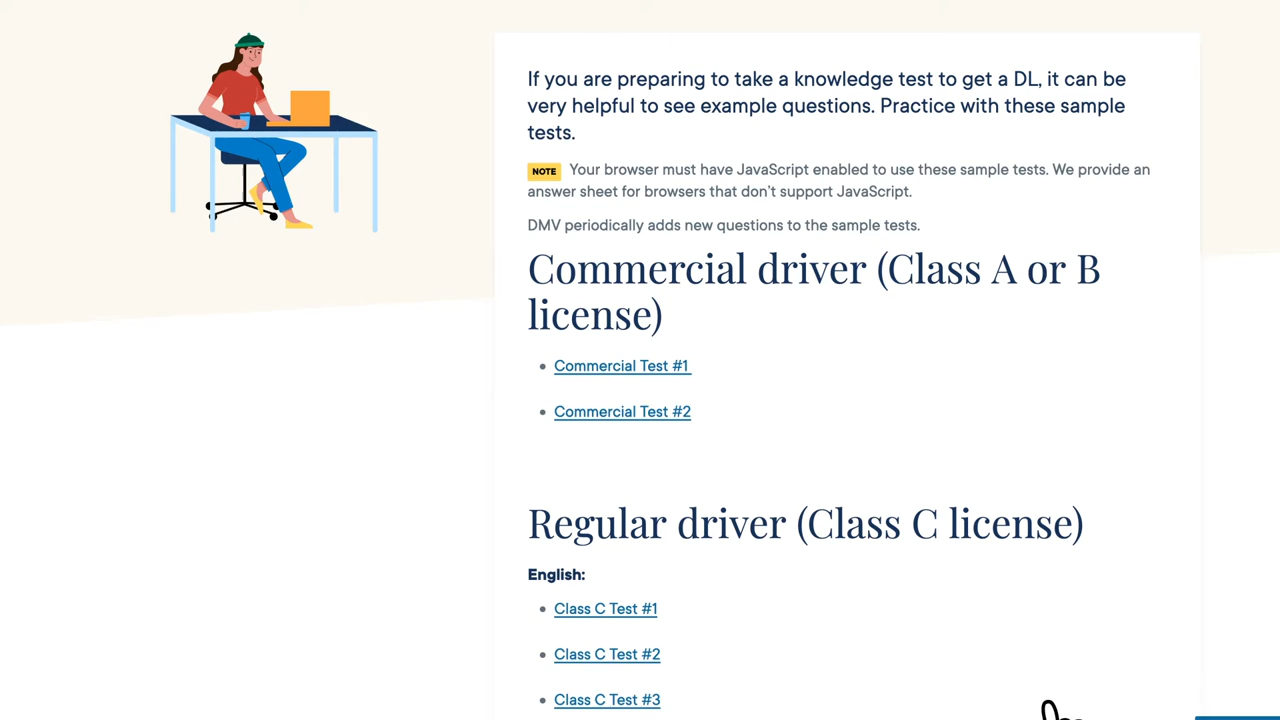 If you are preparing to take a knowledge test to get a DL, it can be
very helpful to see example questions. Practice with these sample
tests.
NOTE Your browser must have JavaScript enabled to use these sample tests. We provide an
answer sheet for browsers that don’t support JavaScript.
DMV periodically adds new questions to the sample tests.
Commercial driver (Class A or B
license)
Commercial Test #1
Commercial Test #2
Regular driver (Class C license)
English:
Class C Test #1
Class C Test #2
Class C Test #3